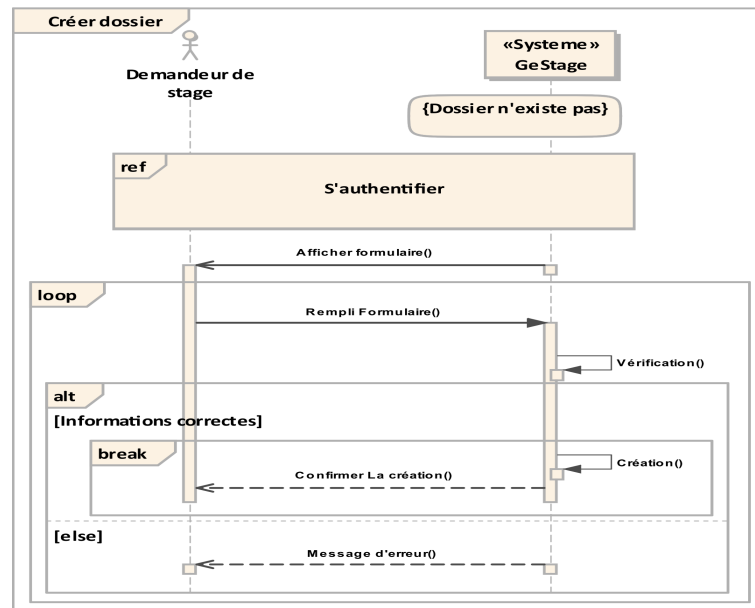 Créer dossier
«Systeme»
GeStage
Demandeur de
stage
{Dossier n'existe pas}
ref
S'authentifier
Afficher formulaire()
loop
Rempli Formulaire()
Vérification()
alt
[Informations correctes]
break
Création()
Confirmer La création()
[else]
Message d'erreur()